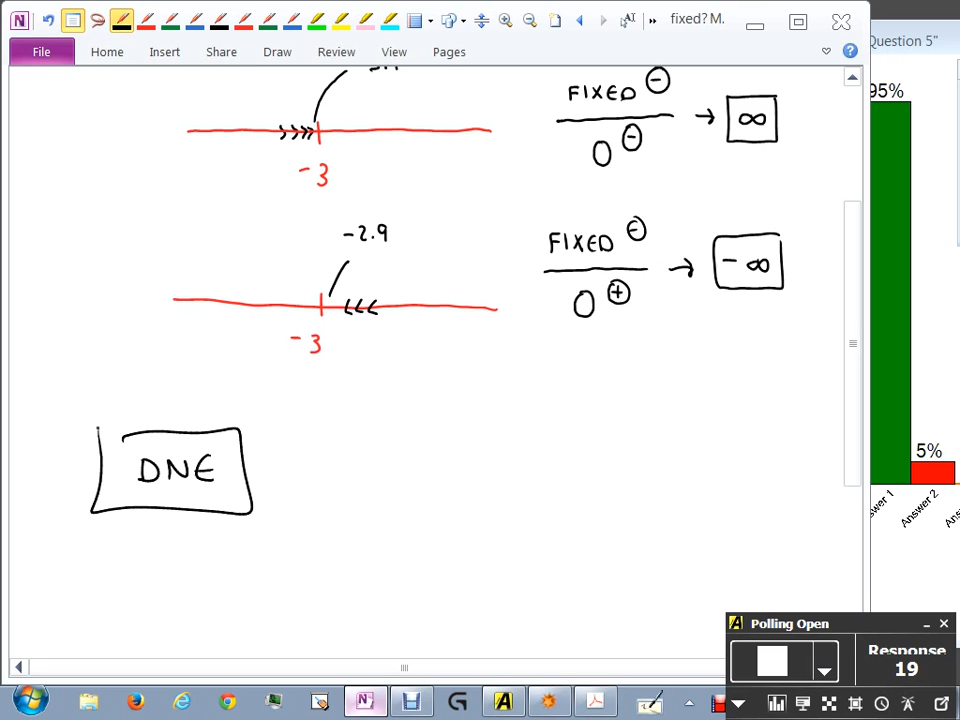 fixed? M.
Question 5"
File Home Insert Share Draw Review View Pages
95%
FIXED ⊖
0 ⊖ → ∞
-3
-2.9
FIXED ⊖
0 ⊕ → -∞
-3
DNE
5%
Answer 1
Answer 2
Polling Open
Response
19